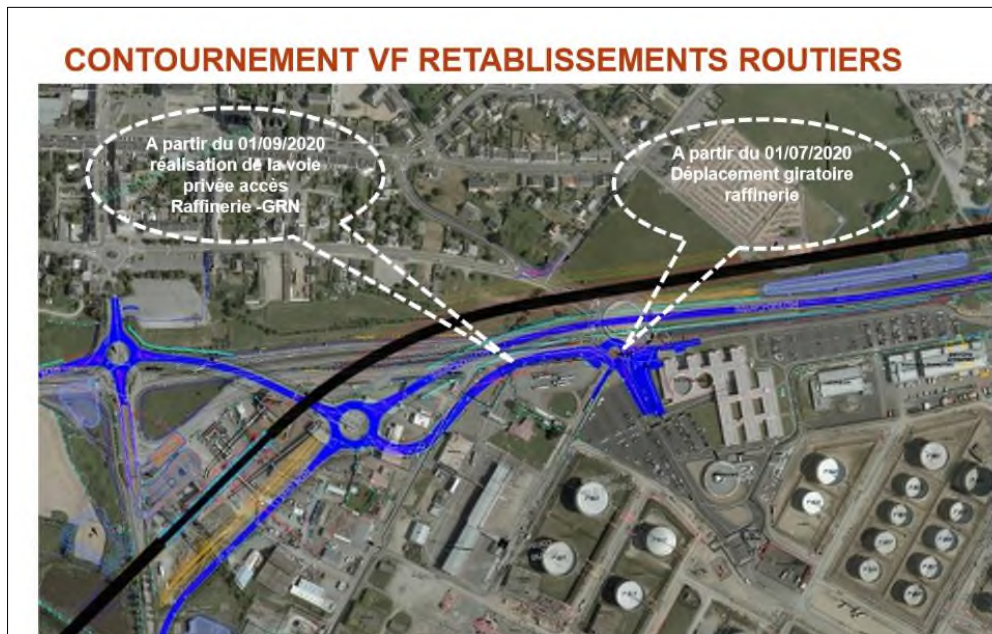 CONTOURNEMENT VF RETABLISSEMENTS ROUTIERS
A partir du 01/09/2020
réalisation de la voie
privée accès
Raffinerie -GRN
A partir du 01/07/2020
Déplacement giratoire
raffinerie